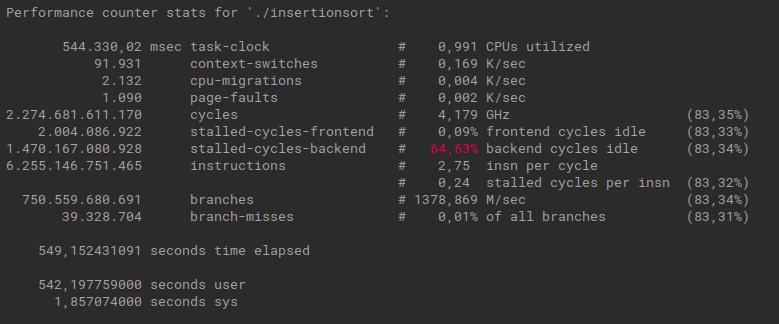 Performance counter stats for './insertionsort':
544.330,02 msec task-clock # 0,991 CPUs utilized
91.931 context-switches # 0,169 K/sec
2.132 cpu-migrations # 0,004 K/sec
1.090 page-faults # 0,002 K/sec
2.274.681.611.170 cycles # 4,179 GHz (83,35%)
2.004.086.922 stalled-cycles-frontend # 0,09% frontend cycles idle (83,33%)
1.470.167.080.928 stalled-cycles-backend # 64,63% backend cycles idle (83,34%)
6.255.146.751.465 instructions # 2,75 insn per cycle
# 0,24 stalled cycles per insn (83,32%)
750.559.680.691 branches # 1378,869 M/sec (83,34%)
39.328.704 branch-misses # 0,01% of all branches (83,31%)
549,152431091 seconds time elapsed
542,197759000 seconds user
1,857074000 seconds sys